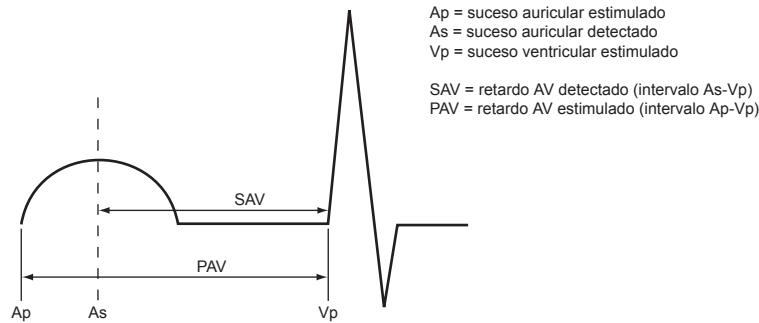 Ap = suceso auricular estimulado
As = suceso auricular detectado
Vp = suceso ventricular estimulado
SAV = retardo AV detectado (intervalo As-Vp)
PAV = retardo AV estimulado (intervalo Ap-Vp)
SAV
PAV
Ap As Vp